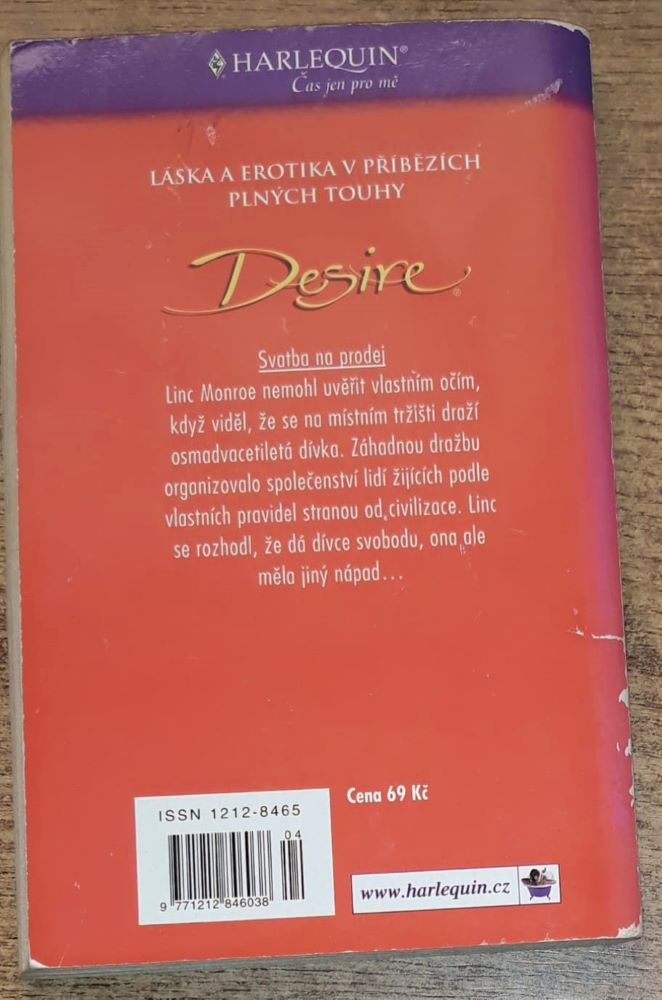 HARLEQUIN®
Čas jen pro mě
LÁSKA A EROTIKA V PŘÍBĚZÍCH
PLNÝCH TOUHY
Desire®
Svatba na prodej
Linc Monroe nemohl uvěřit vlastním očím,
když viděl, že se na místním tržišti draží
osmadvacetiletá dívka. Záhadnou dražbu
organizovalo společenství lidí žijících podle
vlastních pravidel stranou od civilizace. Linc
se rozhodl, že dá dívce svobodu, ona ale
měla jiný nápad...
Cena 69 Kč
ISSN 1212-8465
04
9 771212 846038
www.harlequin.cz